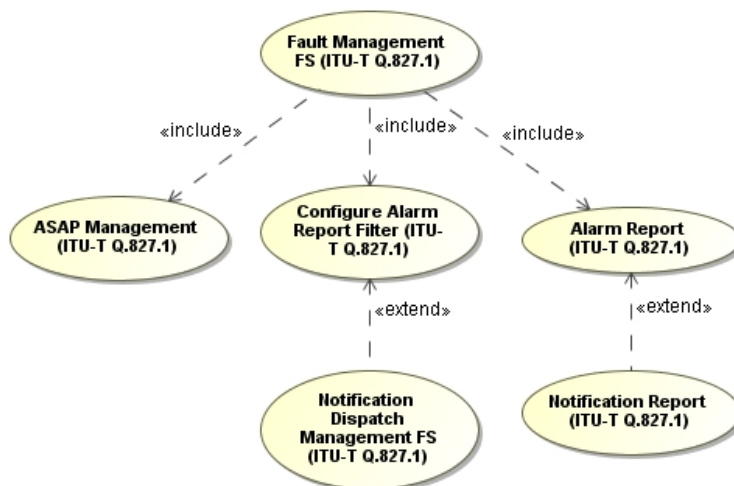 Fault Management
FS (ITU-T Q.827.1)
«include»
«include»
«include»
ASAP Management
(ITU-T Q.827.1)
Configure Alarm
Report Filter (ITU-
T Q.827.1)
Alarm Report
(ITU-T Q.827.1)
«extend»
«extend»
Notification
Dispatch
Management FS
(ITU-T Q.827.1)
Notification Report
(ITU-T Q.827.1)